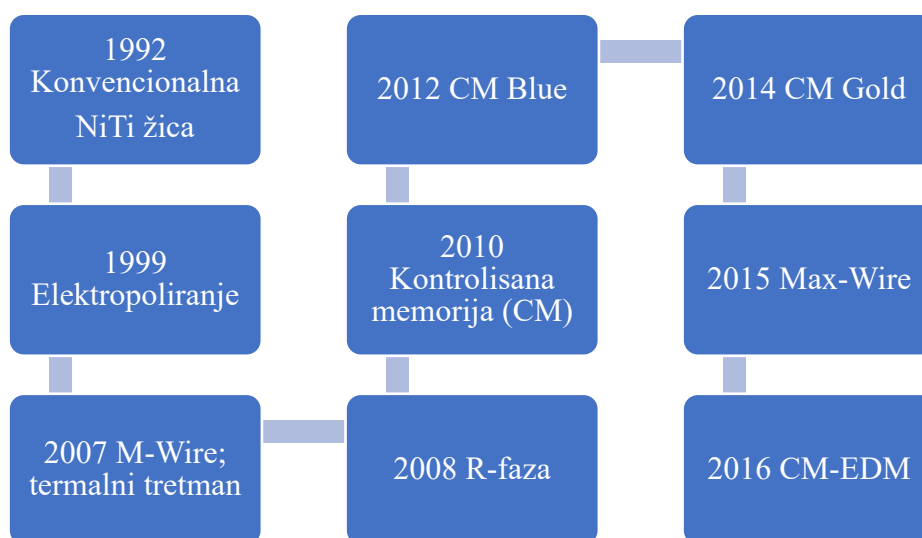 1992
Konvencionalna
NiTi žica
1999
Elektropoliranje
2007 M-Wire;
termalni tretman
2008 R-faza
2010
Kontrolisana
memorija (CM)
2012 CM Blue
2014 CM Gold
2015 Max-Wire
2016 CM-EDM